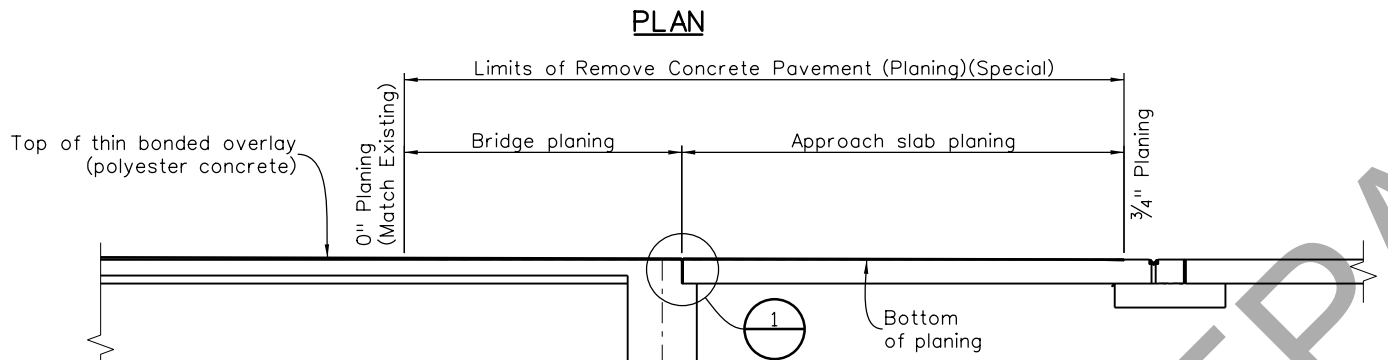 PLAN
Limits of Remove Concrete Pavement (Planing)(Special)
Top of thin bonded overlay
(polyester concrete)
0" Planing
(Match Existing)
Bridge planing
Approach slab planing
3/4" Planing
1
Bottom
of planing